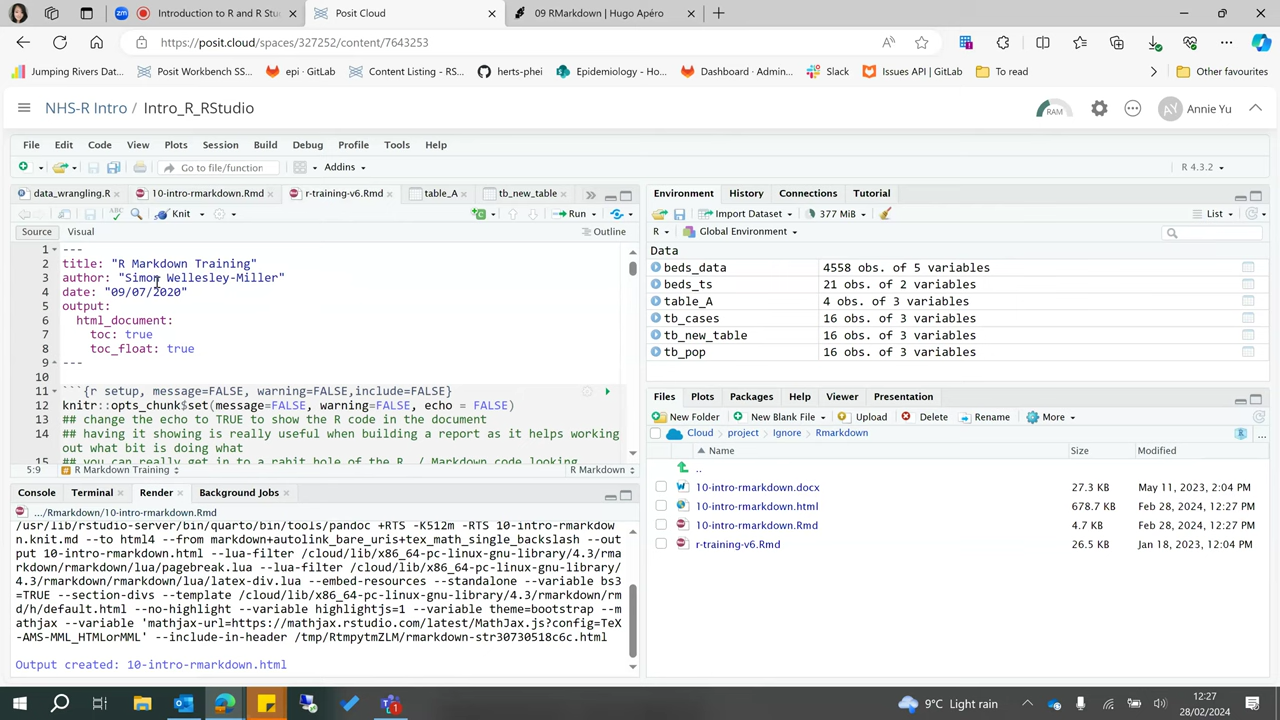 Introduction to R and R Stu
Posit Cloud
09 RMarkdown | Hugo Apéro
https://posit.cloud/spaces/327252/content/7643253
Jumping Rivers Dat...
Posit Workbench SS...
epi · GitLab
Content Listing - RS...
herts-phei
Epidemiology - Ho...
Dashboard · Admin...
Slack
Issues API | GitLab
To read
Other favourites
NHS-R Intro / Intro_R_RStudio
RAM
AY
Annie Yu
File Edit Code View Plots Session Build Debug Profile Tools Help
Go to file/function
Addins
R 4.3.2
data_wrangling.R
10-intro-rmarkdown.Rmd
r-training-v6.Rmd
table_A
tb_new_table
Knit
Run
Source Visual
Outline
1 ---
2 title: "R Markdown Training"
3 author: "Simon Wellesley-Miller"
4 date: "09/07/2020"
5 output:
6 html_document:
7 toc: true
8 toc_float: true
9 ---
10
11 ```{r setup, message=FALSE, warning=FALSE,include=FALSE}
12 knitr::opts_chunk$set(message=FALSE, warning=FALSE, echo = FALSE)
13 ## change the echo to TRUE to show the R code in the document
14 ## having it showing is really useful when building a report as it helps working
out what bit is doing what
15 ## you can really get in to a rabit hole of the R / Markdown code looking
5:9 R Markdown Training
R Markdown
Console Terminal Render Background Jobs
.../Rmarkdown/10-intro-rmarkdown.Rmd
/usr/lib/rstudio-server/bin/quarto/bin/tools/pandoc +RTS -K512m -RTS 10-intro-rmarkdow
n.knit.md --to html4 --from markdown+autolink_bare_uris+tex_math_single_backslash --out
put 10-intro-rmarkdown.html --lua-filter /cloud/lib/x86_64-pc-linux-gnu-library/4.3/r
markdown/rmarkdown/lua/pagebreak.lua --lua-filter /cloud/lib/x86_64-pc-linux-gnu-library/
4.3/rmarkdown/rmarkdown/lua/latex-div.lua --embed-resources --standalone --variable bs3
=TRUE --section-divs --template /cloud/lib/x86_64-pc-linux-gnu-library/4.3/rmarkdown/rm
d/h/default.html --no-highlight --variable highlightjs=1 --variable theme=bootstrap --m
athjax --variable 'mathjax-url=https://mathjax.rstudio.com/latest/MathJax.js?config=TeX
-AMS-MML_HTMLorMML' --include-in-header /tmp/RtmpytmZLM/rmarkdown-str30730518c6c.html
Output created: 10-intro-rmarkdown.html
Environment History Connections Tutorial
Import Dataset
377 MiB
List
R
Global Environment
Data
beds_data 4558 obs. of 5 variables
beds_ts 21 obs. of 2 variables
table_A 4 obs. of 3 variables
tb_cases 16 obs. of 3 variables
tb_new_table 16 obs. of 3 variables
tb_pop 16 obs. of 3 variables
Files Plots Packages Help Viewer Presentation
New Folder New Blank File Upload Delete Rename More
Cloud project Ignore Rmarkdown
Name Size Modified
..
10-intro-rmarkdown.docx 27.3 KB May 11, 2023, 2:04 PM
10-intro-rmarkdown.html 678.7 KB Feb 28, 2024, 12:27 PM
10-intro-rmarkdown.Rmd 4.7 KB Feb 28, 2024, 12:27 PM
r-training-v6.Rmd 26.5 KB Jan 18, 2023, 12:04 PM
9°C Light rain
12:27
28/02/2024